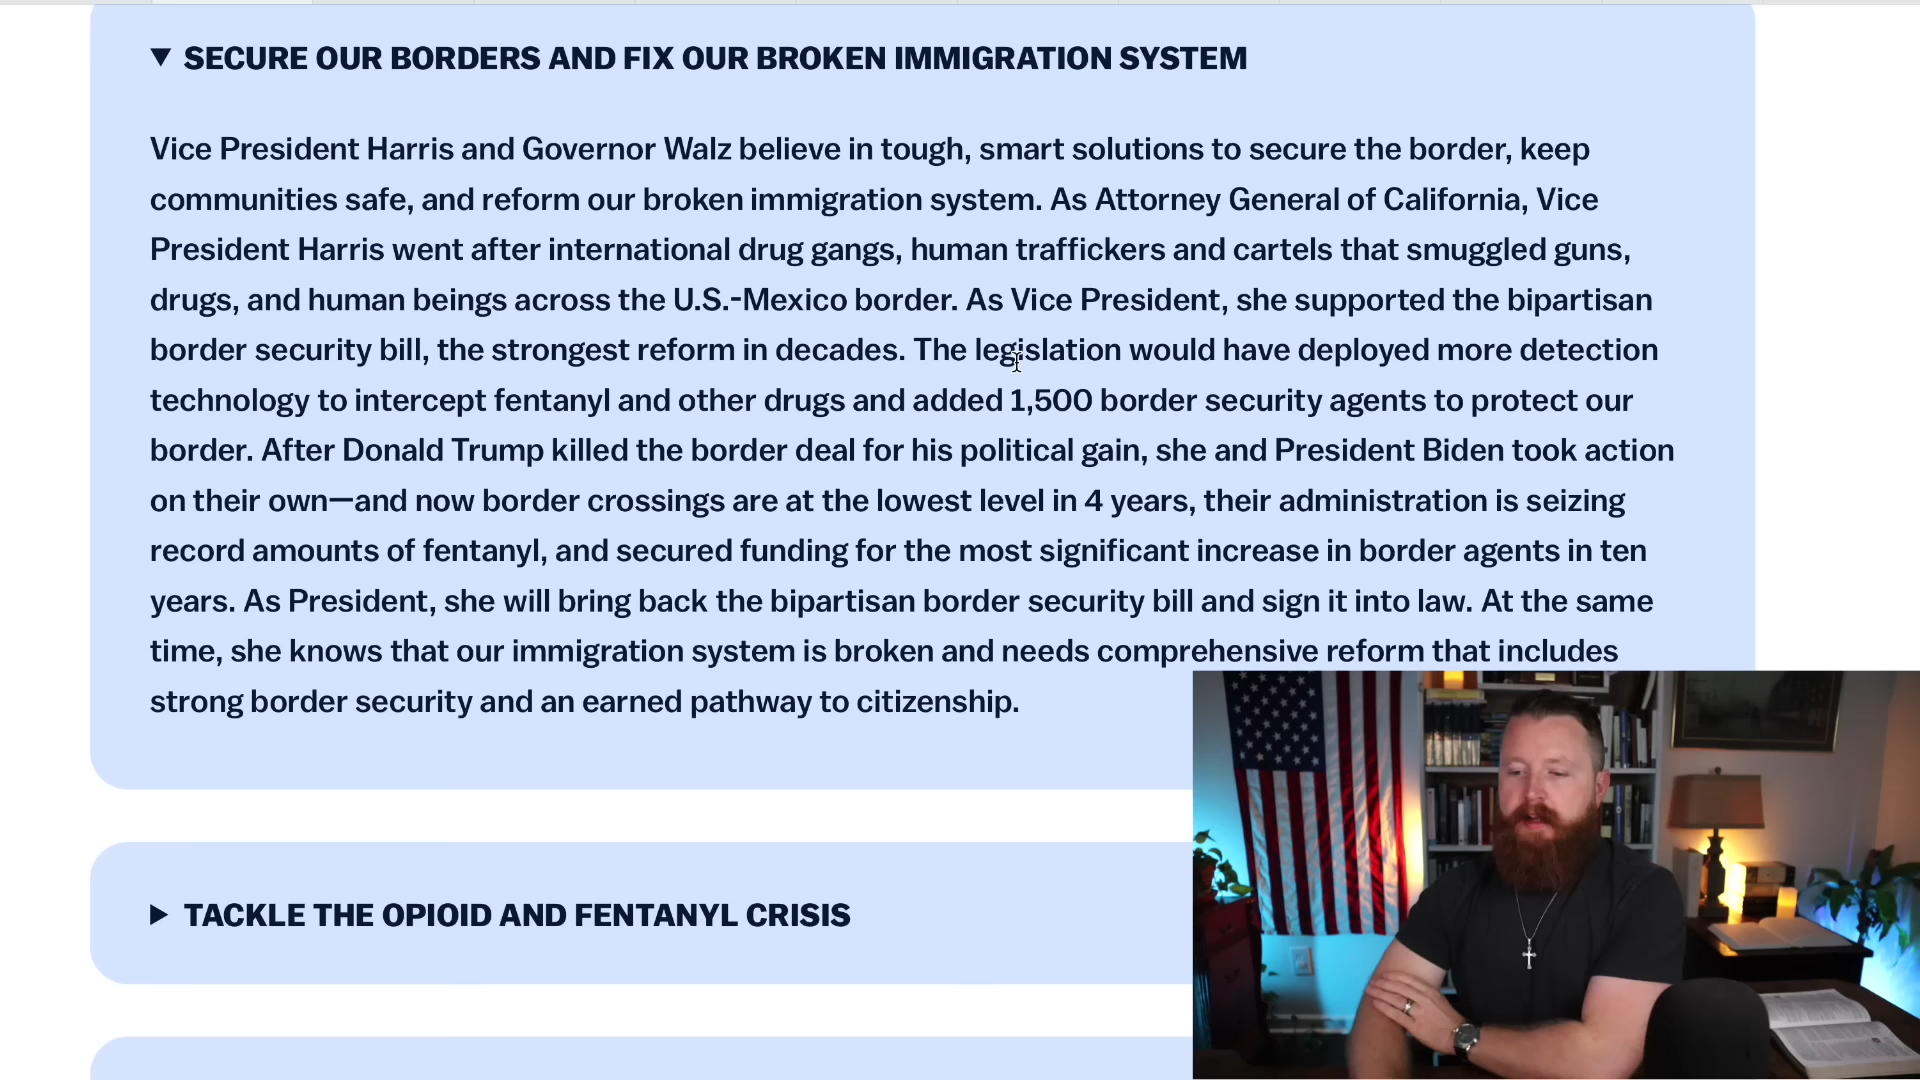 SECURE OUR BORDERS AND FIX OUR BROKEN IMMIGRATION SYSTEM
Vice President Harris and Governor Walz believe in tough, smart solutions to secure the border, keep
communities safe, and reform our broken immigration system. As Attorney General of California, Vice
President Harris went after international drug gangs, human traffickers and cartels that smuggled guns,
drugs, and human beings across the U.S.-Mexico border. As Vice President, she supported the bipartisan
border security bill, the strongest reform in decades. The legislation would have deployed more detection
technology to intercept fentanyl and other drugs and added 1,500 border security agents to protect our
border. After Donald Trump killed the border deal for his political gain, she and President Biden took action
on their own—and now border crossings are at the lowest level in 4 years, their administration is seizing
record amounts of fentanyl, and secured funding for the most significant increase in border agents in ten
years. As President, she will bring back the bipartisan border security bill and sign it into law. At the same
time, she knows that our immigration system is broken and needs comprehensive reform that includes
strong border security and an earned pathway to citizenship.
TACKLE THE OPIOID AND FENTANYL CRISIS